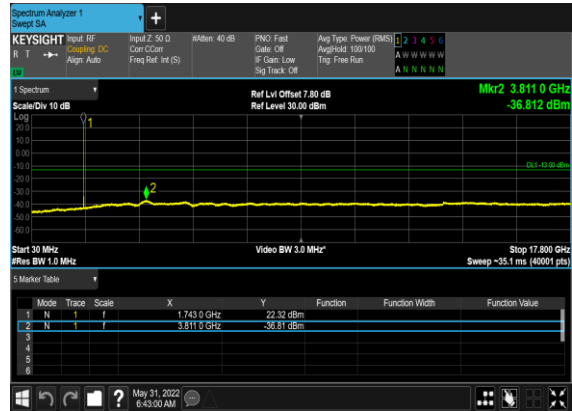 Spectrum Analyzer 1
Swept SA
+
KEYSIGHT Input: RF Input Z: 50 Ω #Atten: 40 dB PNO: Fast Avg Type: Power (RMS) 1 2 3 4 5 6
R T Coupling: DC Corr CCorr Gate: Off Avg|Hold: 100/100 A W W W W W
Align: Auto Freq Ref: Int (S) IF Gain: Low Trig: Free Run
LW Sig Track: Off A N N N N N
1 Spectrum Ref Lvl Offset 7.80 dB Mkr2 3.811 0 GHz
Scale/Div 10 dB Ref Level 30.00 dBm -36.812 dBm
Log
20.0
1
10.0
0.00
-10.0
DL1 -13.00 dBm
-20.0
-30.0
2
-40.0
-50.0
-60.0
Start 30 MHz Video BW 3.0 MHz* Stop 17.800 GHz
#Res BW 1.0 MHz Sweep ~35.1 ms (40001 pts)
5 Marker Table
Mode Trace Scale X Y Function Function Width Function Value
1 N 1 f 1.743 0 GHz 22.32 dBm
2 N 1 f 3.811 0 GHz -36.81 dBm
3
4
5
6
? May 31, 2022
6:43:00 AM